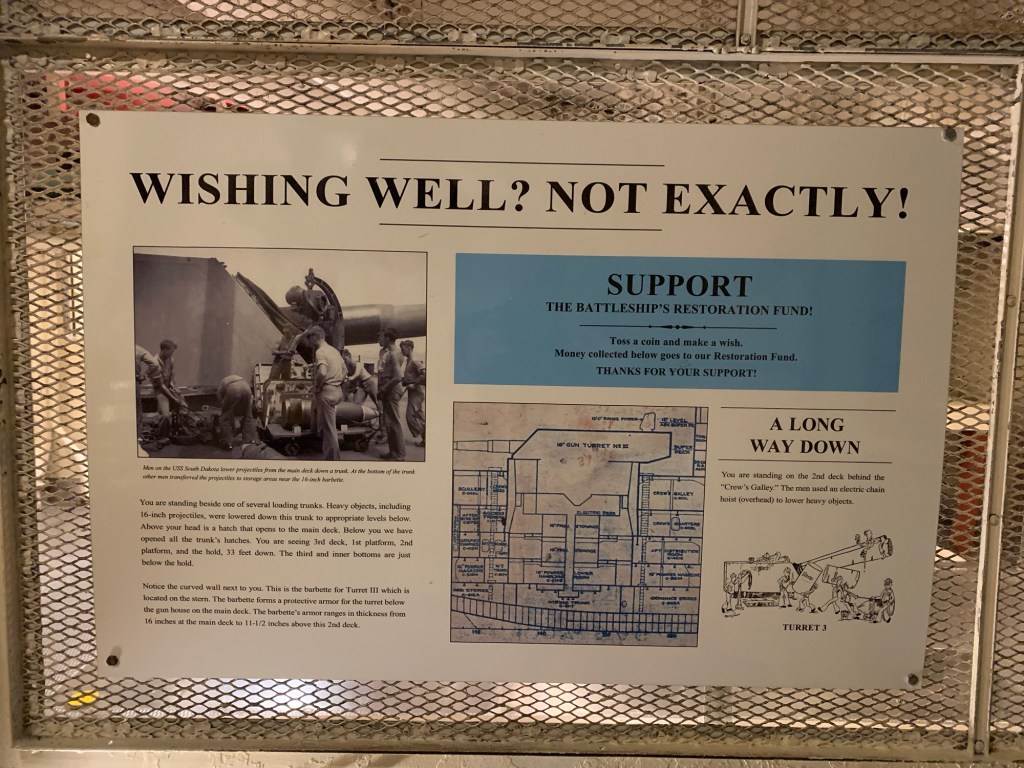 WISHING WELL? NOT EXACTLY!
Men on the USS South Dakota lower projectiles from the main deck down a trunk. At the bottom of the trunk
other men transferred the projectiles to storage areas near the 16-inch barbette.
You are standing beside one of several loading trunks. Heavy objects, including
16-inch projectiles, were lowered down this trunk to appropriate levels below.
Above your head is a hatch that opens to the main deck. Below you we have
opened all the trunk's hatches. You are seeing 3rd deck, 1st platform, 2nd
platform, and the hold, 33 feet down. The third and inner bottoms are just
below the hold.
Notice the curved wall next to you. This is the barbette for Turret III which is
located on the stern. The barbette forms a protective armor for the turret below
the gun house on the main deck. The barbette's armor ranges in thickness from
16 inches at the main deck to 11-1/2 inches above this 2nd deck.
SUPPORT
THE BATTLESHIP'S RESTORATION FUND!
Toss a coin and make a wish.
Money collected below goes to our Restoration Fund.
THANKS FOR YOUR SUPPORT!
16" GUN TURRET No III
SCULLERY
CREW'S GALLEY
CREW'S QUARTERS
A LONG
WAY DOWN
You are standing on the 2nd deck behind the
"Crew's Galley." The men used an electric chain
hoist (overhead) to lower heavy objects.
TURRET 3